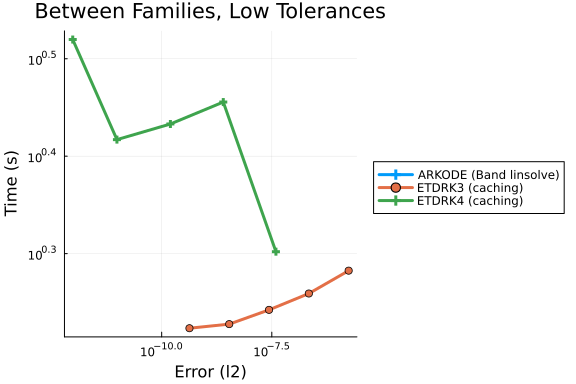 Between Families, Low Tolerances
Time (s)
10^0.5
10^0.4
10^0.3
10^-10.0
10^-7.5
Error (l2)
ARKODE (Band linsolve)
ETDRK3 (caching)
ETDRK4 (caching)